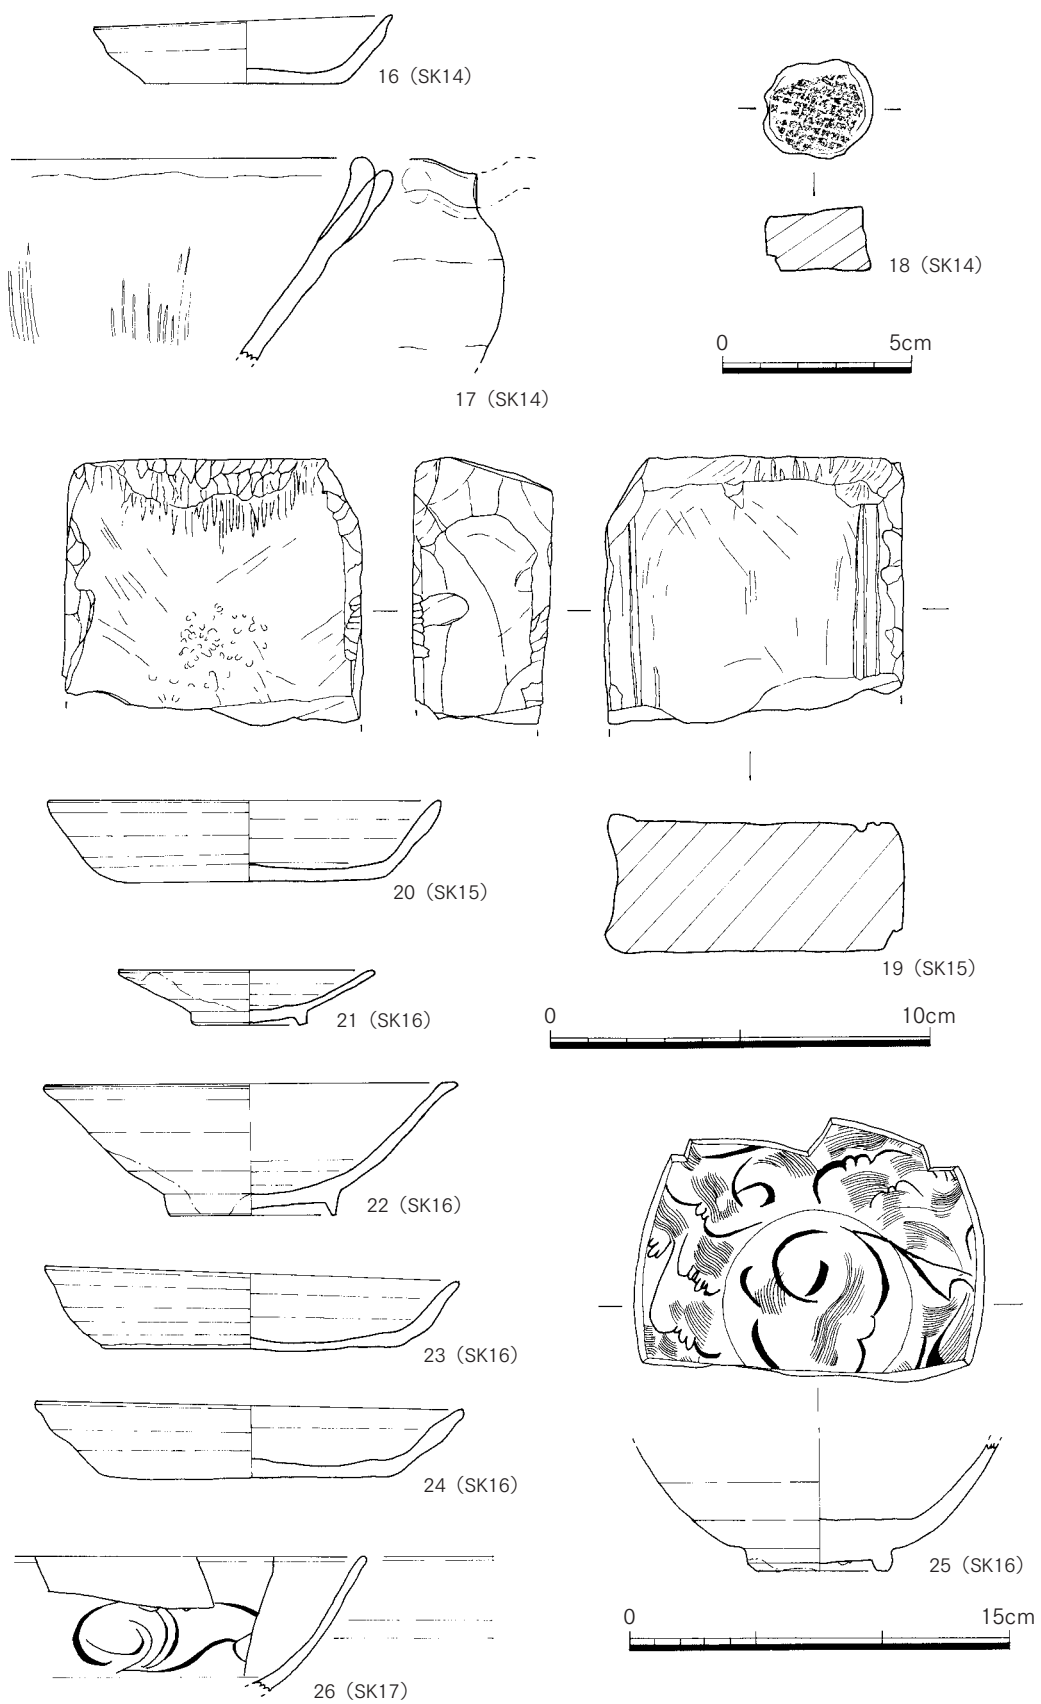 16 (SK14)
17 (SK14)
18 (SK14)
0 5cm
20 (SK15)
19 (SK15)
21 (SK16)
0 10cm
22 (SK16)
23 (SK16)
24 (SK16)
25 (SK16)
0 15cm
26 (SK17)